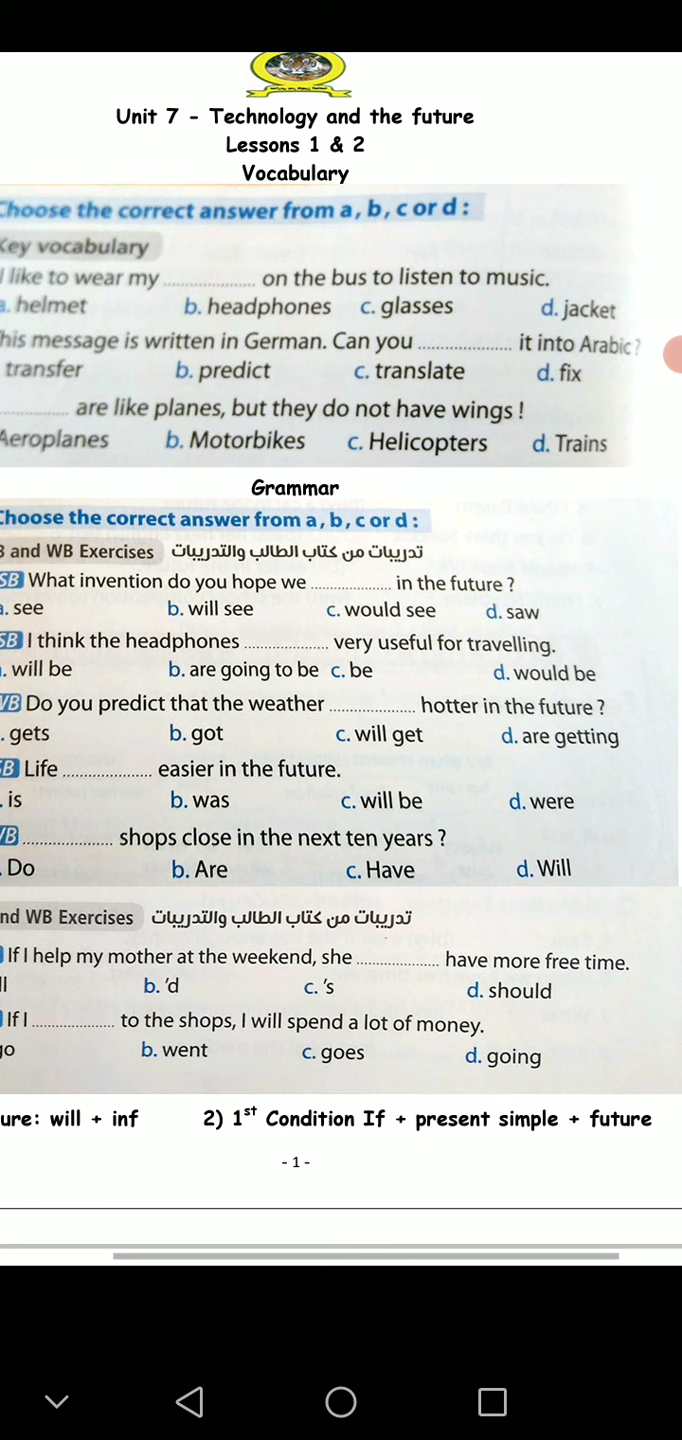 Unit 7 - Technology and the future
Lessons 1 & 2
Vocabulary
Choose the correct answer from a, b, c or d :
Key vocabulary
I like to wear my .................... on the bus to listen to music.
a. helmet b. headphones c. glasses d. jacket
his message is written in German. Can you .................... it into Arabic ?
transfer b. predict c. translate d. fix
.................... are like planes, but they do not have wings !
Aeroplanes b. Motorbikes c. Helicopters d. Trains
Grammar
Choose the correct answer from a, b, c or d :
B and WB Exercises تدريبات من كتاب الطالب والتدريبات
SB What invention do you hope we .................... in the future ?
a. see b. will see c. would see d. saw
SB I think the headphones .................... very useful for travelling.
. will be b. are going to be c. be d. would be
WB Do you predict that the weather .................... hotter in the future ?
. gets b. got c. will get d. are getting
SB Life .................... easier in the future.
. is b. was c. will be d. were
WB .................... shops close in the next ten years ?
. Do b. Are c. Have d. Will
nd WB Exercises تدريبات من كتاب الطالب والتدريبات
If I help my mother at the weekend, she .................... have more free time.
ll b. 'd c. 's d. should
If I .................... to the shops, I will spend a lot of money.
go b. went c. goes d. going
ure: will + inf 2) 1st Condition If + present simple + future
- 1 -